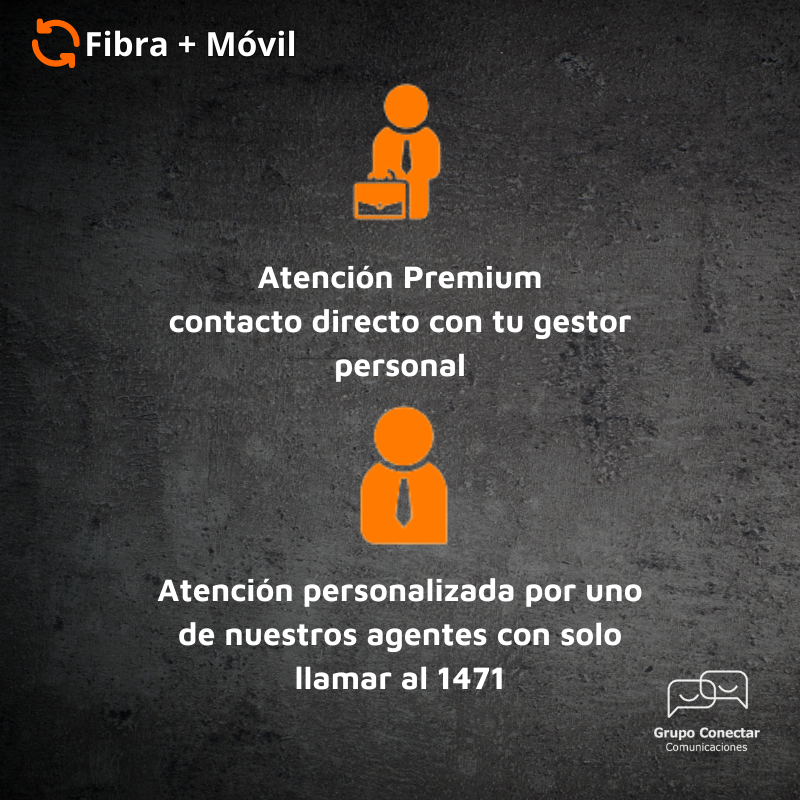 Fibra + Móvil
Atención Premium
contacto directo con tu gestor
personal
Atención personalizada por uno
de nuestros agentes con solo
llamar al 1471
Grupo Conectar
Comunicaciones